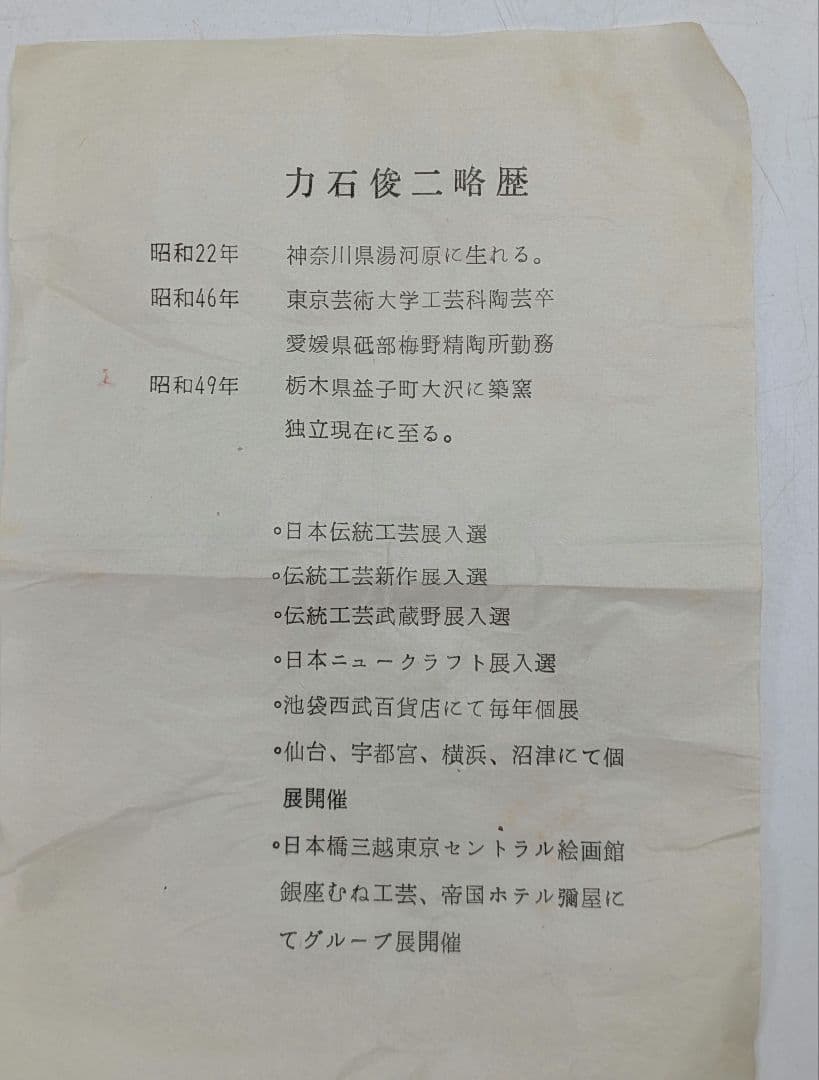 力石俊二略歴
昭和22年 神奈川県湯河原に生れる。
昭和46年 東京芸術大学工芸科陶芸卒
愛媛県砥部梅野精陶所勤務
昭和49年 栃木県益子町大沢に築窯
独立現在に至る。
∘日本伝統工芸展入選
∘伝統工芸新作展入選
∘伝統工芸武蔵野展入選
∘日本ニュークラフト展入選
∘池袋西武百貨店にて毎年個展
∘仙台、宇都宮、横浜、沼津にて個
展開催
∘日本橋三越東京セントラル絵画館
銀座むね工芸、帝国ホテル彌屋に
てグループ展開催